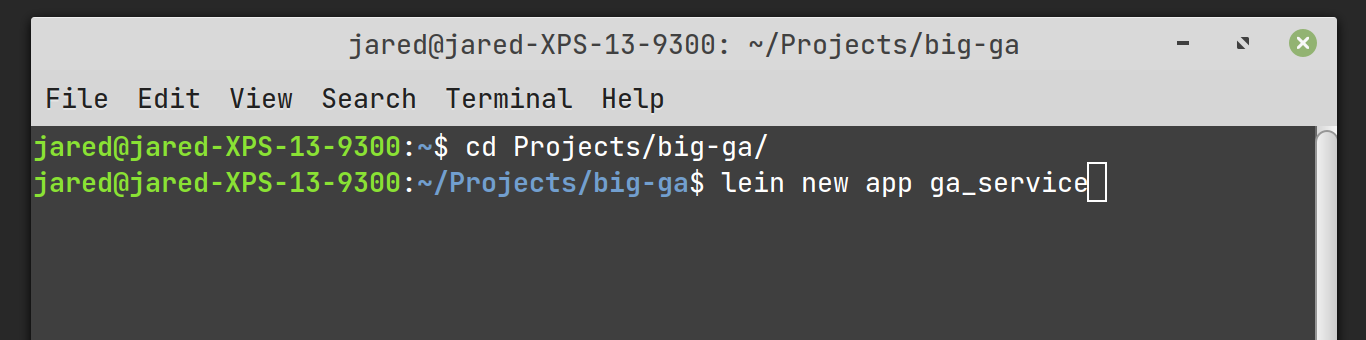 jared@jared-XPS-13-9300: ~/Projects/big-ga
File Edit View Search Terminal Help
jared@jared-XPS-13-9300:~$ cd Projects/big-ga/
jared@jared-XPS-13-9300:~/Projects/big-ga$ lein new app ga_service